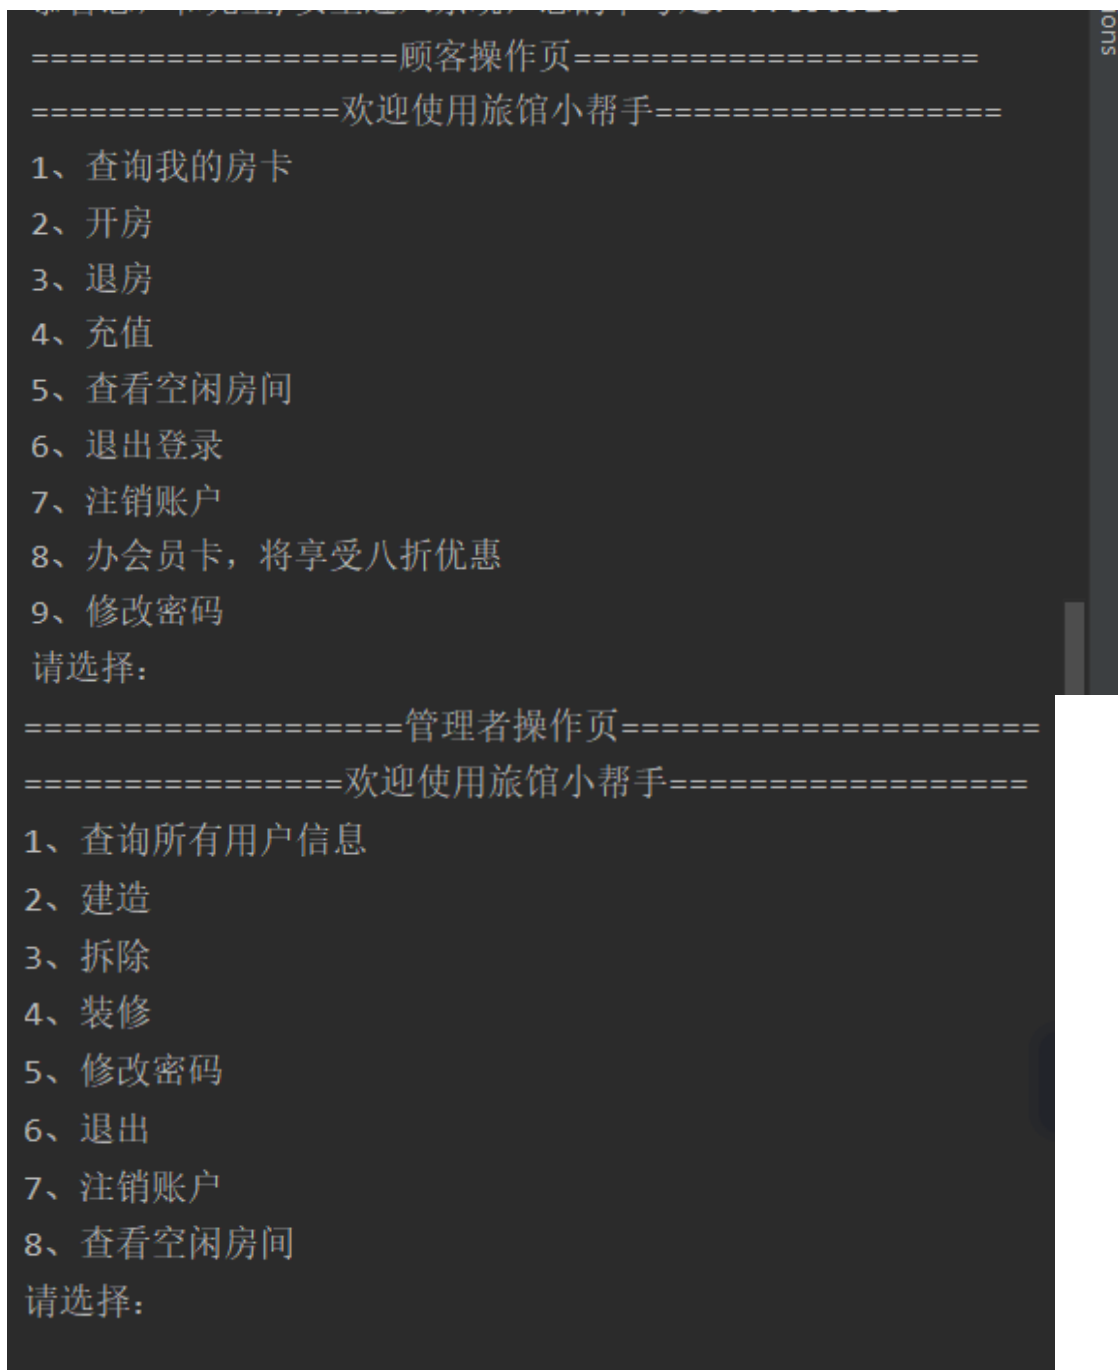 ===================顾客操作页=====================
================欢迎使用旅馆小帮手==================
1、查询我的房卡
2、开房
3、退房
4、充值
5、查看空闲房间
6、退出登录
7、注销账户
8、办会员卡，将享受八折优惠
9、修改密码
请选择：
===================管理者操作页=====================
================欢迎使用旅馆小帮手==================
1、查询所有用户信息
2、建造
3、拆除
4、装修
5、修改密码
6、退出
7、注销账户
8、查看空闲房间
请选择：